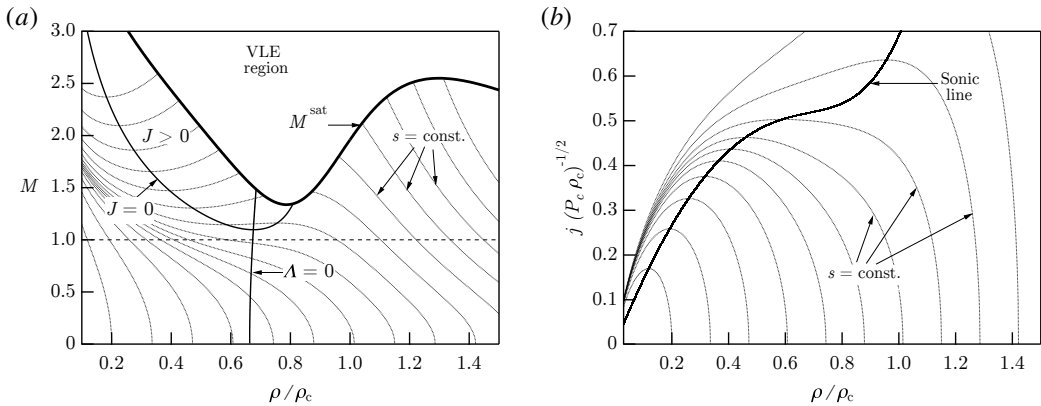 (a)
3.0
2.5
2.0
1.5
1.0
0.5
0
M
0.2 0.4 0.6 0.8 1.0 1.2 1.4
ρ/ρc
VLE
region
M^sat
J > 0
J = 0
Λ = 0
s = const.
(b)
0.7
0.6
0.5
0.4
0.3
0.2
0.1
0
j (Pc ρc)^-1/2
0.2 0.4 0.6 0.8 1.0 1.2 1.4
ρ/ρc
Sonic
line
s = const.